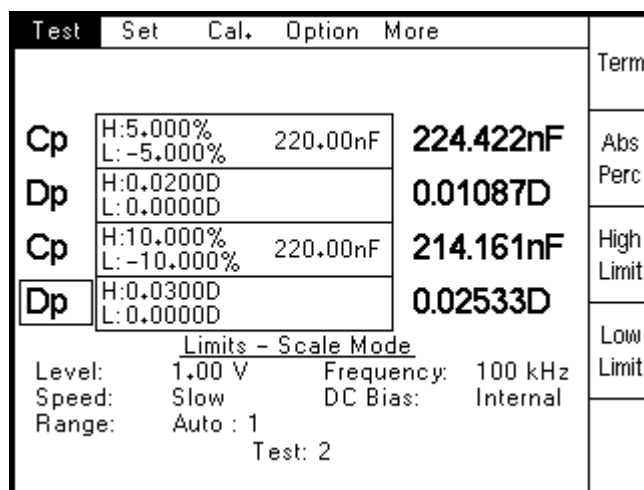 Test Set Cal. Option More
Term
Cp H:5.000% L:-5.000% 220.00nF 224.422nF
Abs Perc
Dp H:0.0200D L:0.0000D 0.01087D
Cp H:10.000% L:-10.000% 220.00nF 214.161nF
High Limit
Dp H:0.0300D L:0.0000D 0.02533D
Low Limit
Limits - Scale Mode
Level: 1.00 V Frequency: 100 kHz
Speed: Slow DC Bias: Internal
Range: Auto : 1
Test: 2